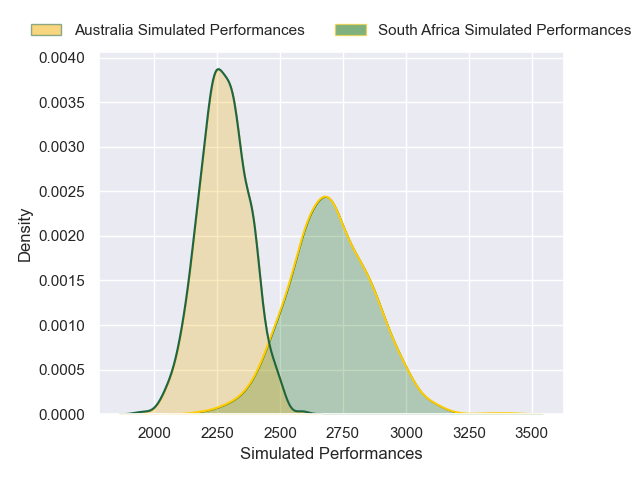 Australia Simulated Performances
South Africa Simulated Performances
0.0040
0.0035
0.0030
0.0025
0.0020
0.0015
0.0010
0.0005
0.0000
Density
2000 2250 2500 2750 3000 3250 3500
Simulated Performances